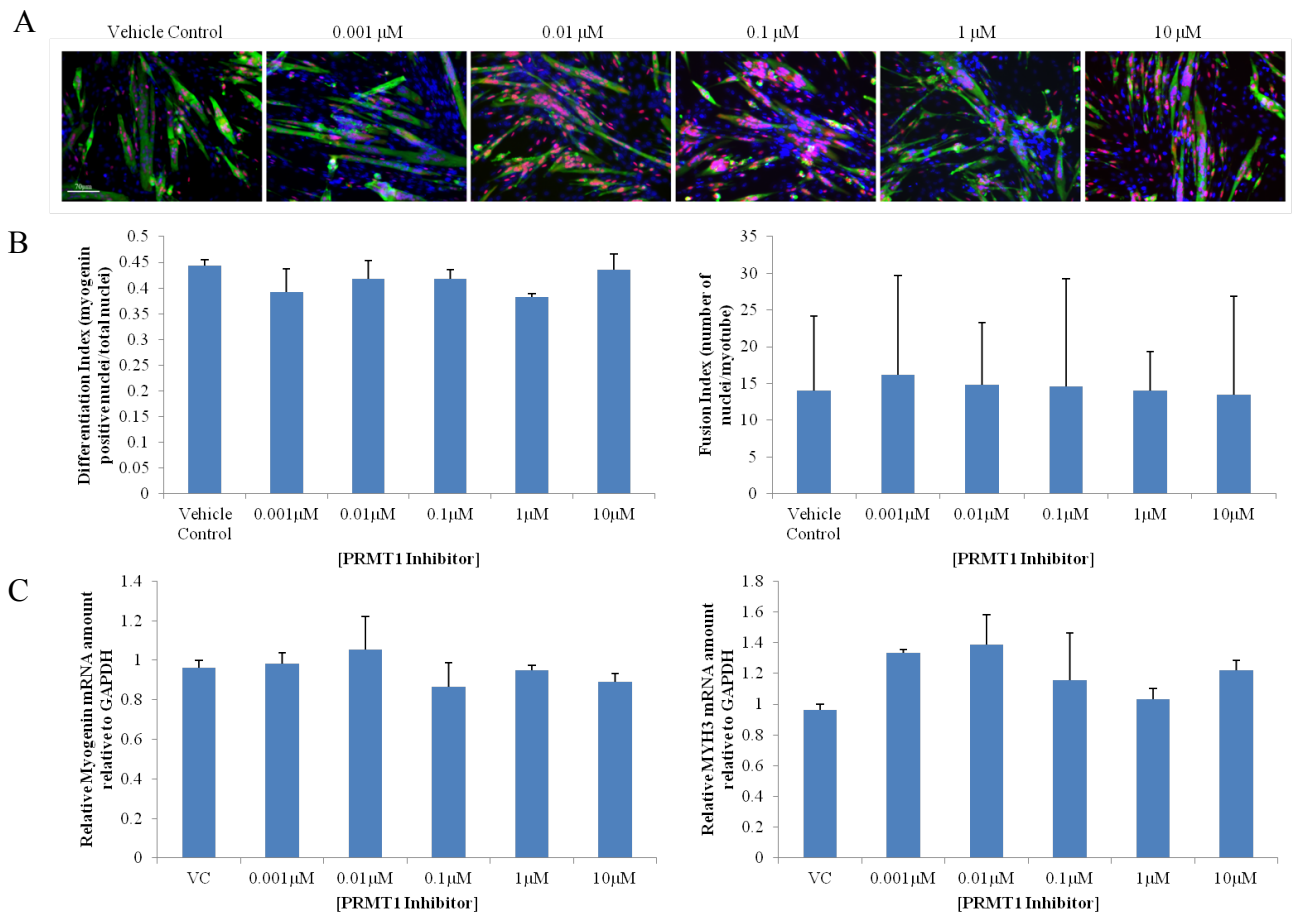 A
Vehicle Control 0.001 µM 0.01 µM 0.1 µM 1 µM 10 µM
70µm
B
Differentiation Index (myogenin
positive nuclei/total nuclei)
0.5
0.45
0.4
0.35
0.3
0.25
0.2
0.15
0.1
0.05
0
Vehicle
Control
0.001µM 0.01µM 0.1µM 1µM 10µM
[PRMT1 Inhibitor]
Fusion Index (number of
nuclei/myotube)
35
30
25
20
15
10
5
0
Vehicle
Control
0.001µM 0.01µM 0.1µM 1µM 10µM
[PRMT1 Inhibitor]
C
Relative Myogenin mRNA amount
relative to GAPDH
1.4
1.2
1
0.8
0.6
0.4
0.2
0
VC 0.001µM 0.01µM 0.1µM 1µM 10µM
[PRMT1 Inhibitor]
Relative MYH3 mRNA amount
relative to GAPDH
1.8
1.6
1.4
1.2
1
0.8
0.6
0.4
0.2
0
VC 0.001µM 0.01µM 0.1µM 1µM 10µM
[PRMT1 Inhibitor]